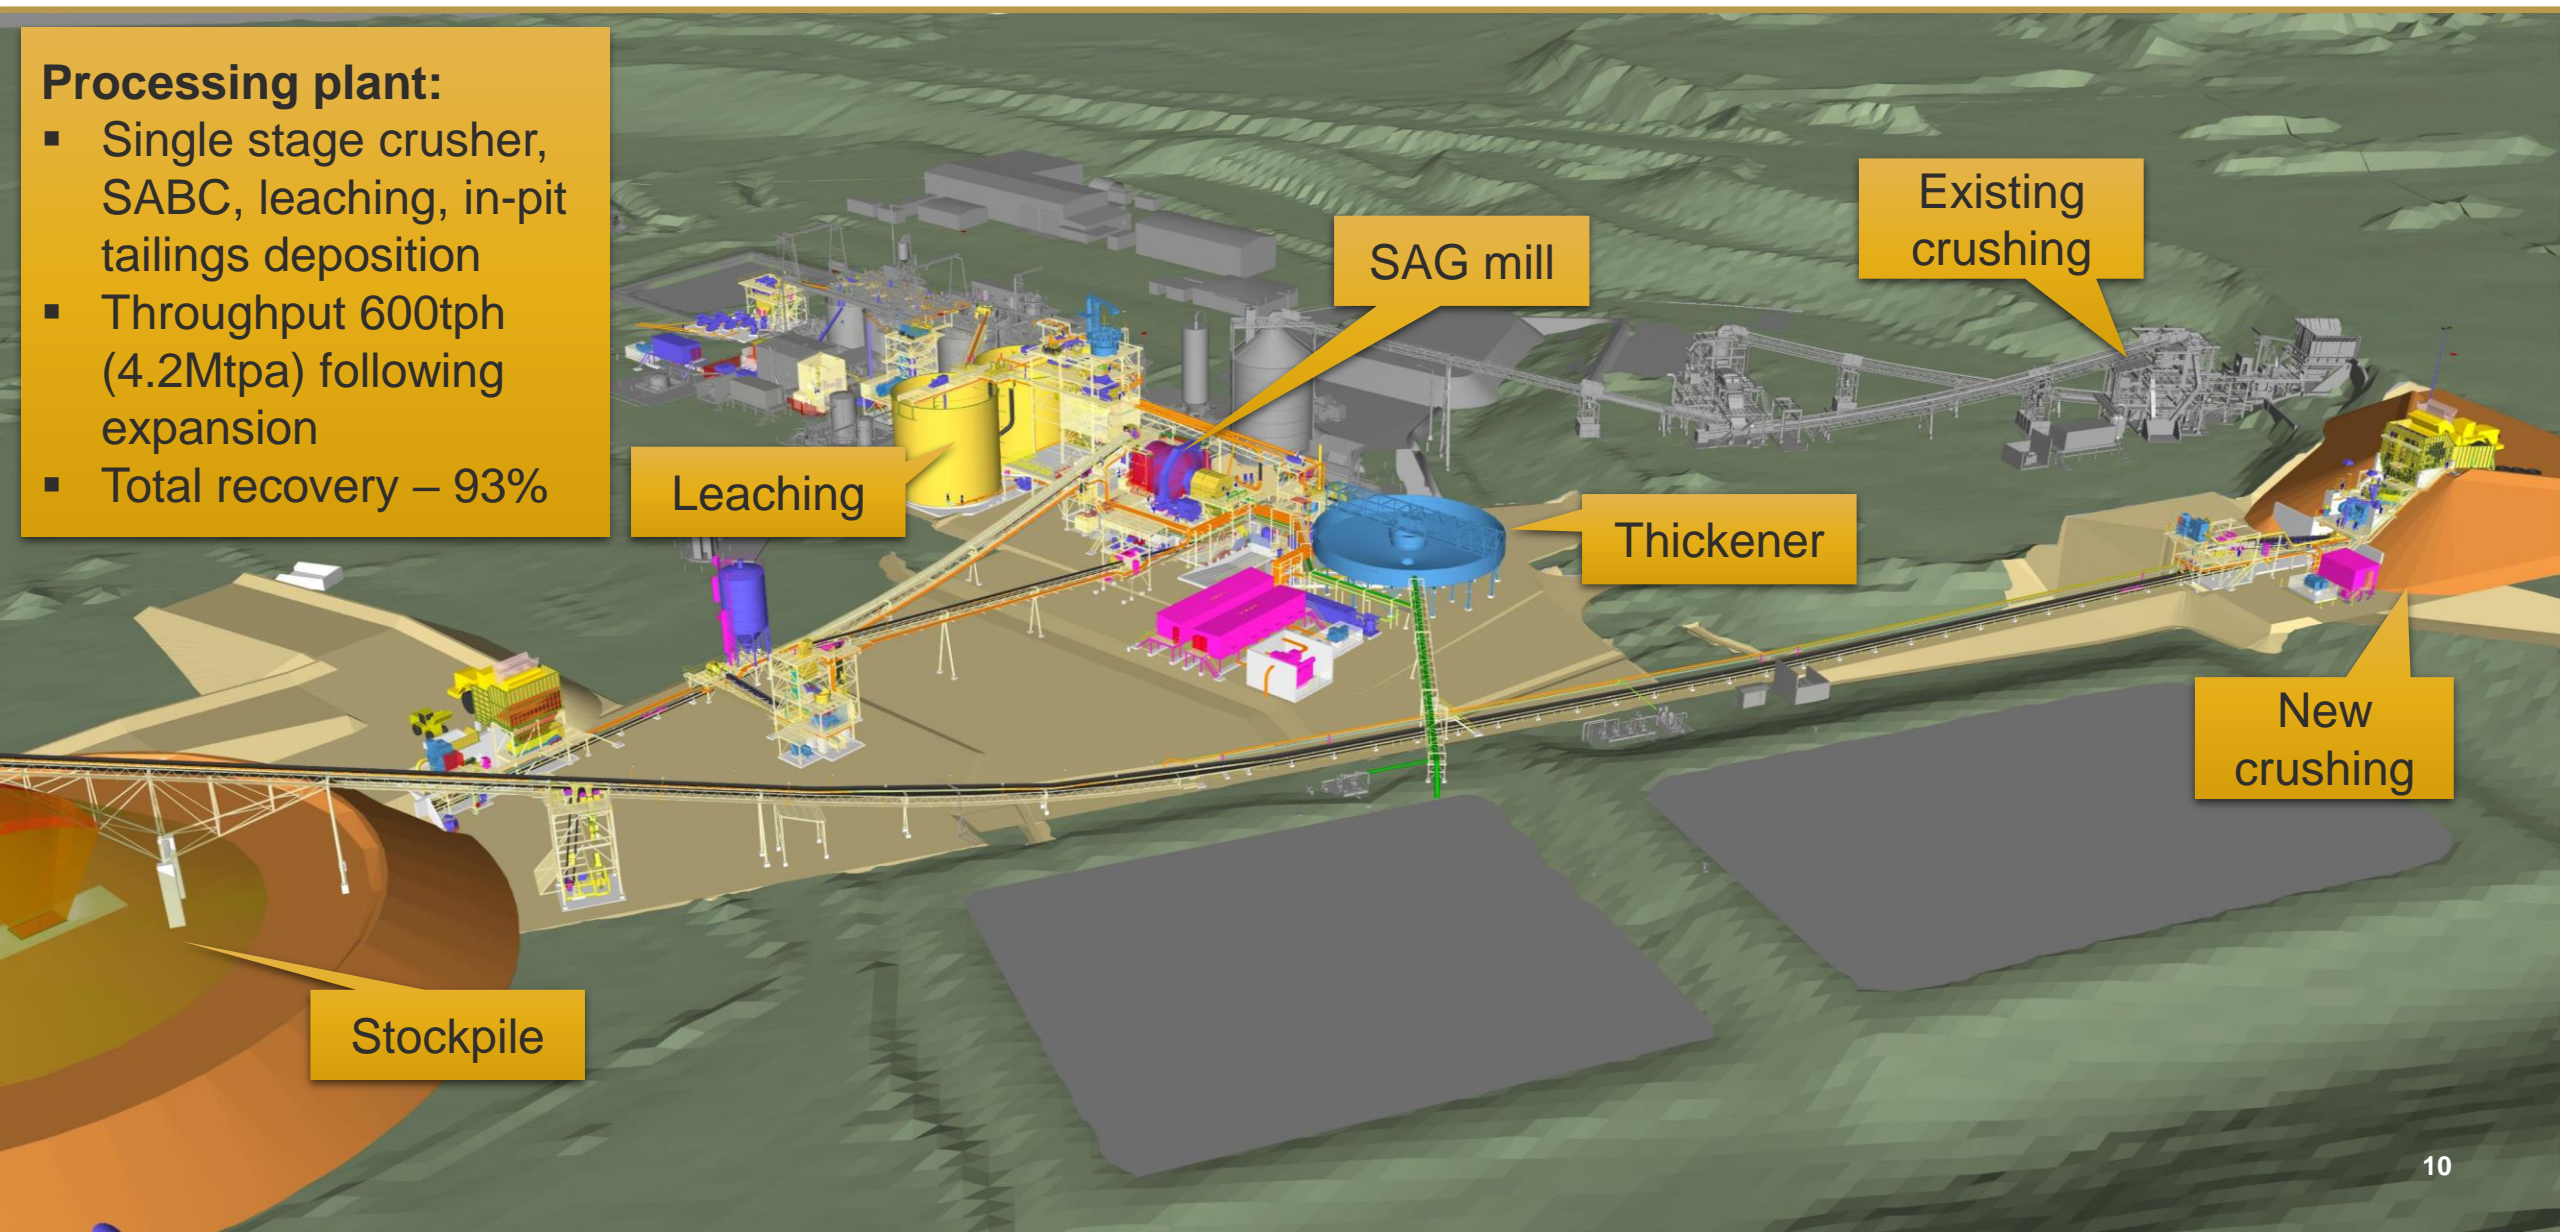 Processing plant:
▪ Single stage crusher,
SABC, leaching, in-pit
tailings deposition
▪ Throughput 600tph
(4.2Mtpa) following
expansion
▪ Total recovery – 93%
Existing
crushing
SAG mill
Leaching
Thickener
New
crushing
Stockpile
10